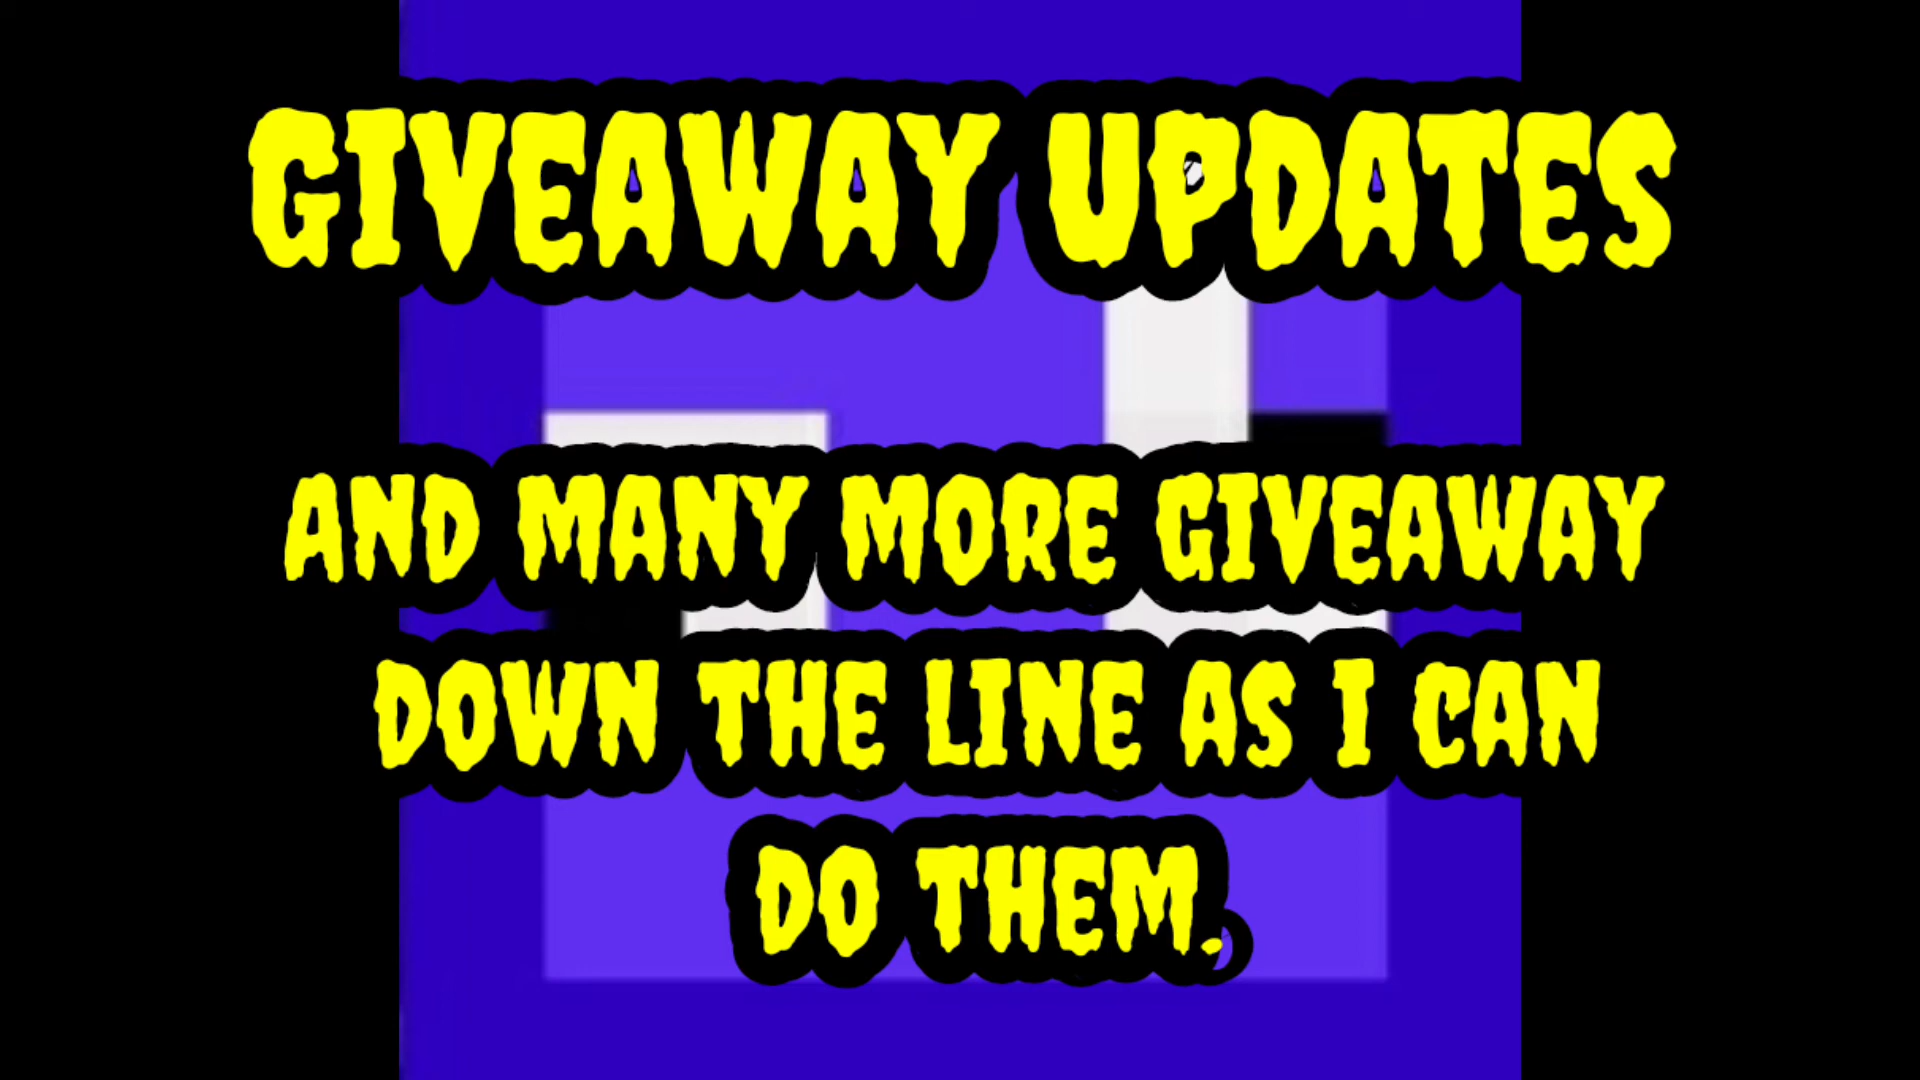 GIVEAWAY UPDATES
AND MANY MORE GIVEAWAY
DOWN THE LINE AS I CAN
DO THEM.